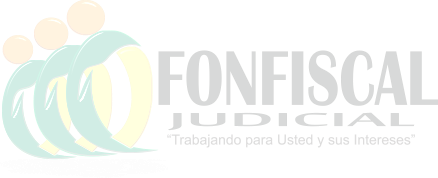 FONFISCAL
JUDICIAL
“Trabajando para Usted y sus Intereses”